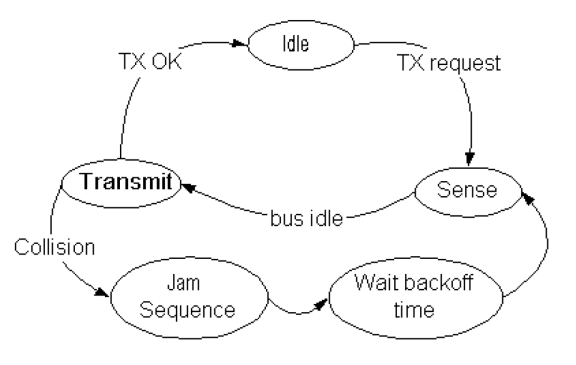 Idle
TX OK
TX request
Transmit
Sense
bus idle
Collision
Jam
Sequence
Wait backoff
time